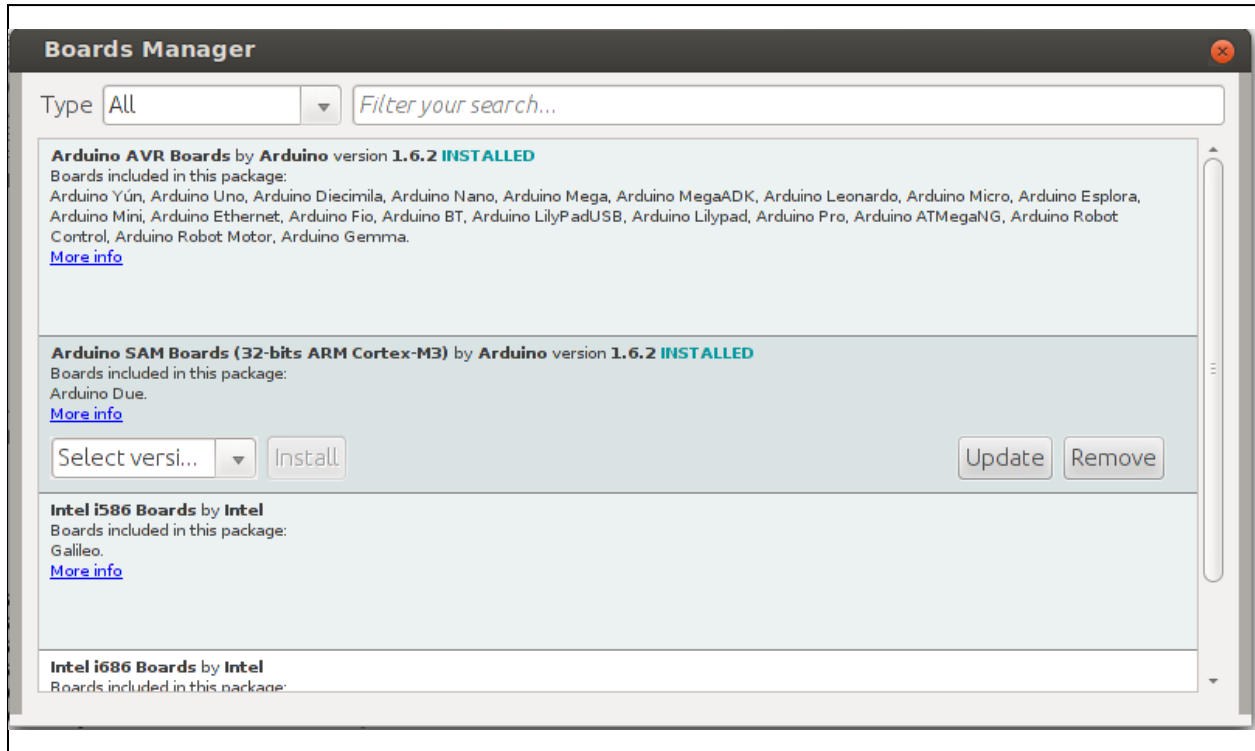 Boards Manager
Type All Filter your search...
Arduino AVR Boards by Arduino version 1.6.2 INSTALLED
Boards included in this package:
Arduino Yún, Arduino Uno, Arduino Diecimila, Arduino Nano, Arduino Mega, Arduino MegaADK, Arduino Leonardo, Arduino Micro, Arduino Esplora,
Arduino Mini, Arduino Ethernet, Arduino Fio, Arduino BT, Arduino LilyPadUSB, Arduino Lilypad, Arduino Pro, Arduino ATMegaNG, Arduino Robot
Control, Arduino Robot Motor, Arduino Gemma.
More info
Arduino SAM Boards (32-bits ARM Cortex-M3) by Arduino version 1.6.2 INSTALLED
Boards included in this package:
Arduino Due.
More info
Select versi... Install Update Remove
Intel i586 Boards by Intel
Boards included in this package:
Galileo.
More info
Intel i686 Boards by Intel
Boards included in this package: